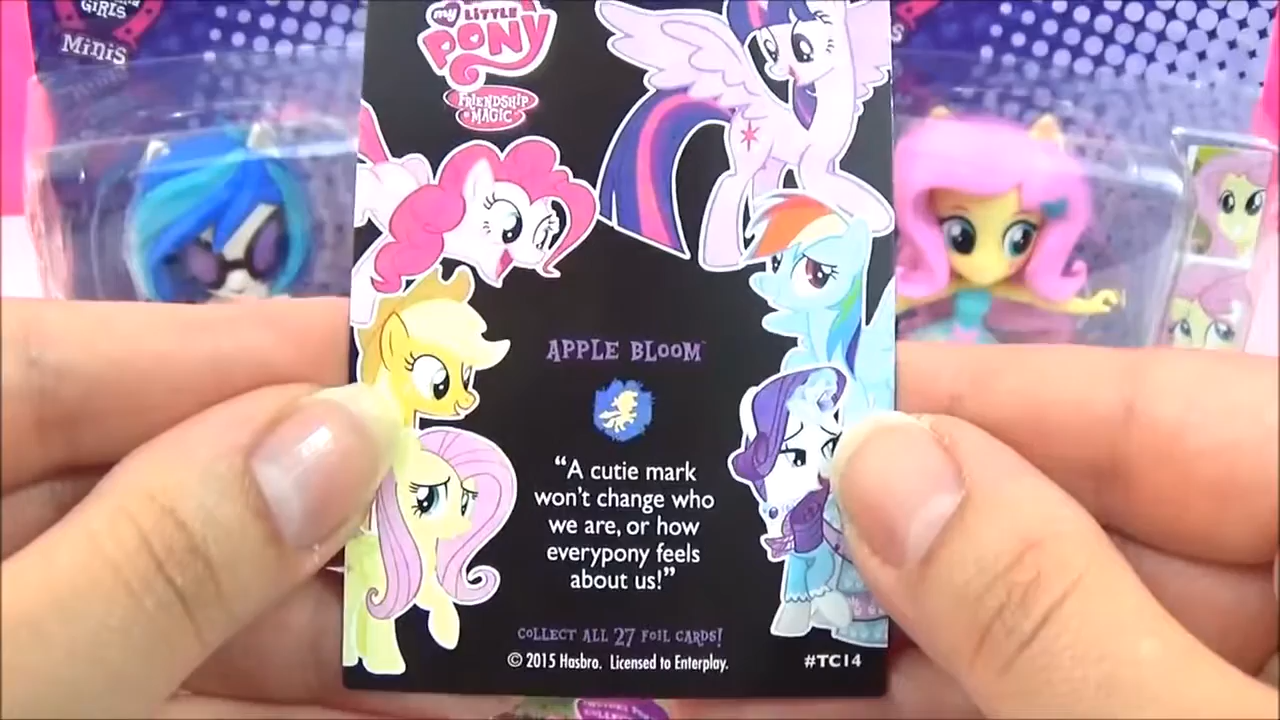 GIRLS
MINIS
MY LITTLE
PONY
FRIENDSHIP
IS
MAGIC
APPLE BLOOM™
“A cutie mark
won’t change who
we are, or how
everypony feels
about us!”
COLLECT ALL 27 FOIL CARDS!
© 2015 Hasbro. Licensed to Enterplay.
#TC14